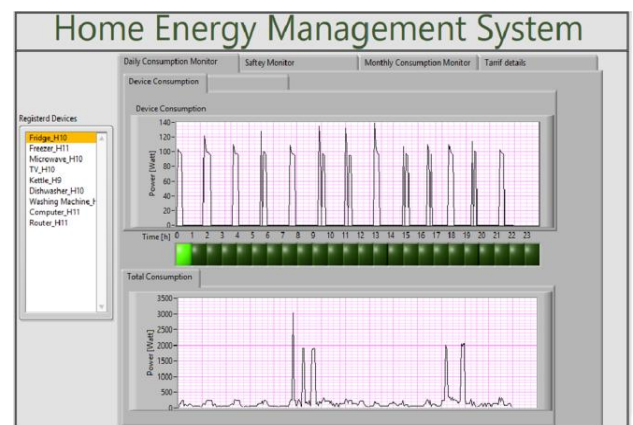 Home Energy Management System
Daily Consumption Monitor
Saftey Monitor
Monthly Consumption Monitor
Tarrif details
Device Consumption
Registerd Devices
Fridge_H10
Freezer_H11
Microwave_H10
TV_H10
Kettle_H9
Dishwasher_H10
Washing Machine_H
Computer_H11
Router_H11
Device Consumption
Power [Watt]
140
120
100
80
60
40
20
0
Time [h] 0 1 2 3 4 5 6 7 8 9 10 11 12 13 14 15 16 17 18 19 20 21 22 23
Total Consumption
Power [Watt]
3500
3000
2500
2000
1500
1000
500
0